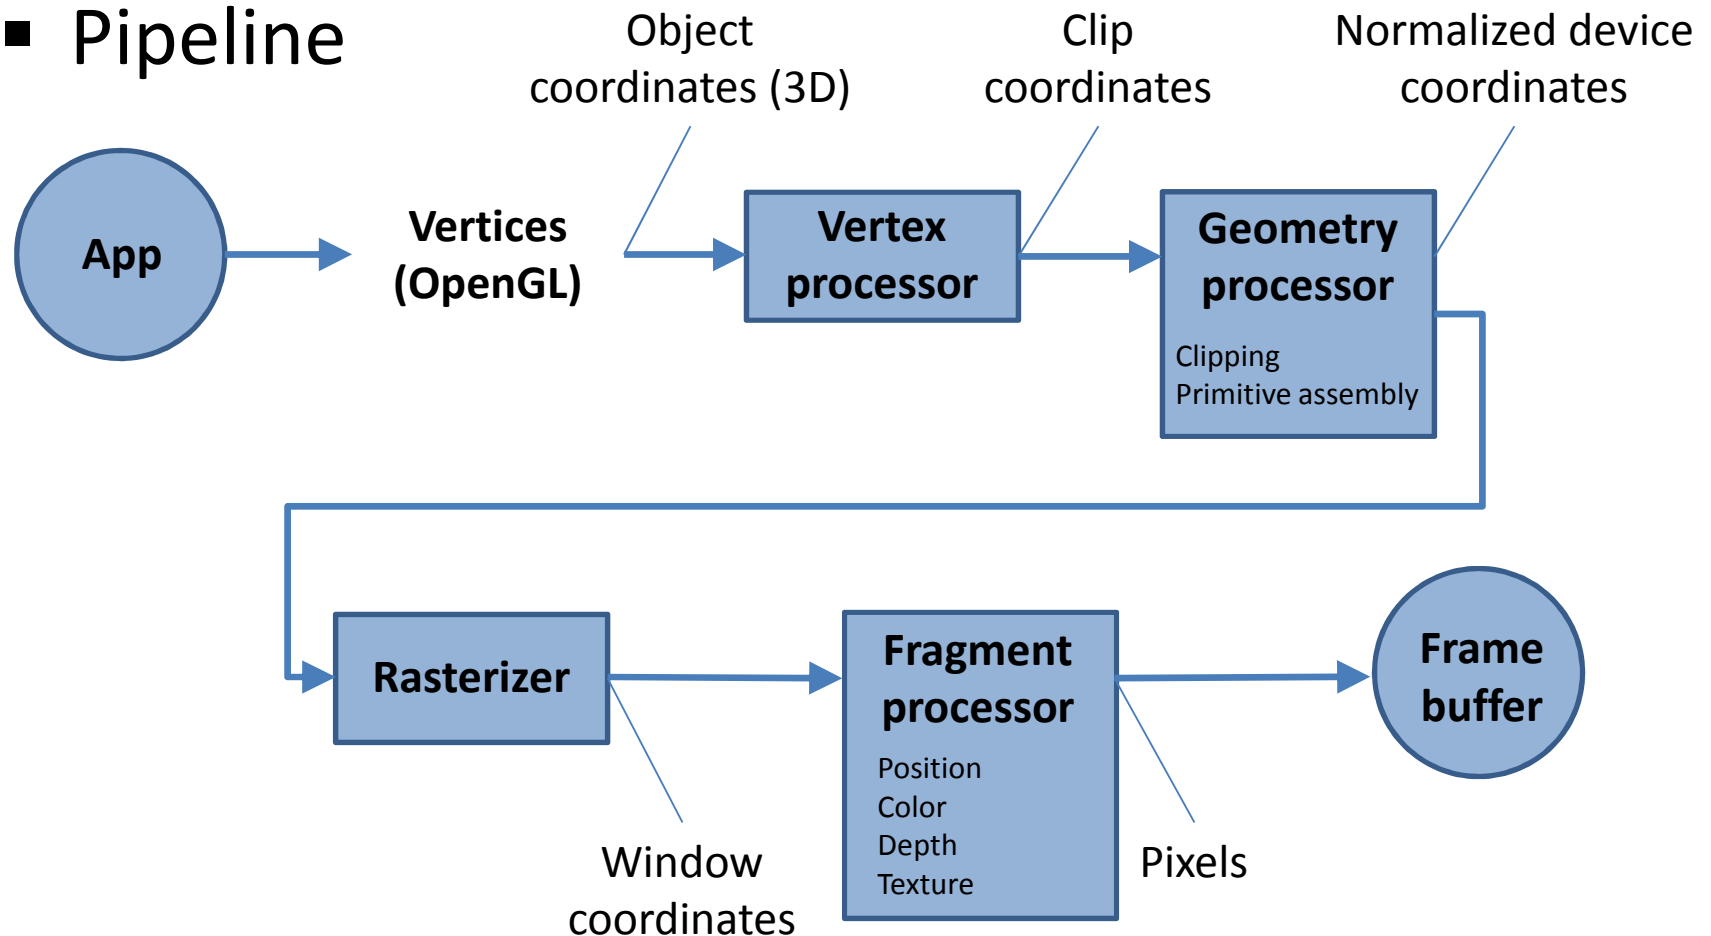 ▪ Pipeline
Object
coordinates (3D)
Clip
coordinates
Normalized device
coordinates
App
Vertices
(OpenGL)
Vertex
processor
Geometry
processor
Clipping
Primitive assembly
Rasterizer
Fragment
processor
Position
Color
Depth
Texture
Frame
buffer
Window
coordinates
Pixels